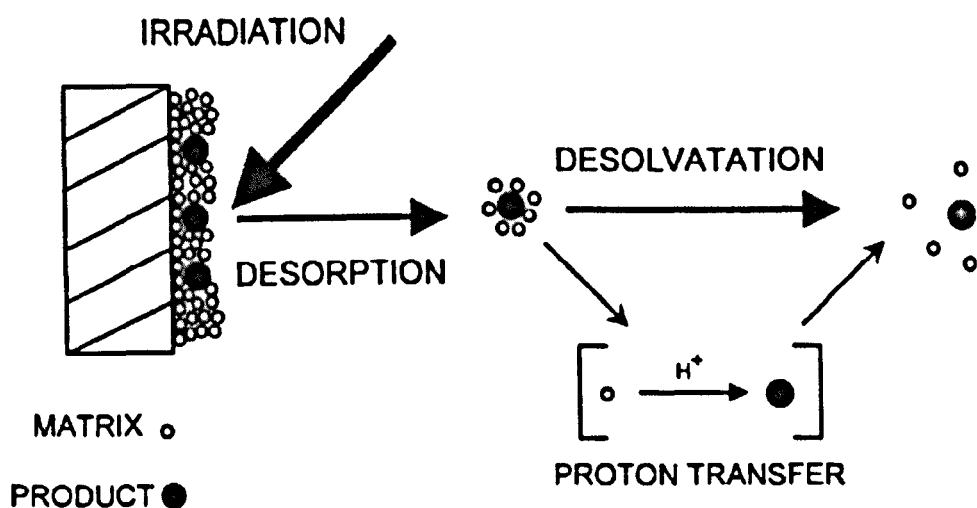 IRRADIATION
DESOLVATATION
DESORPTION
H⁺
MATRIX
PROTON TRANSFER
PRODUCT